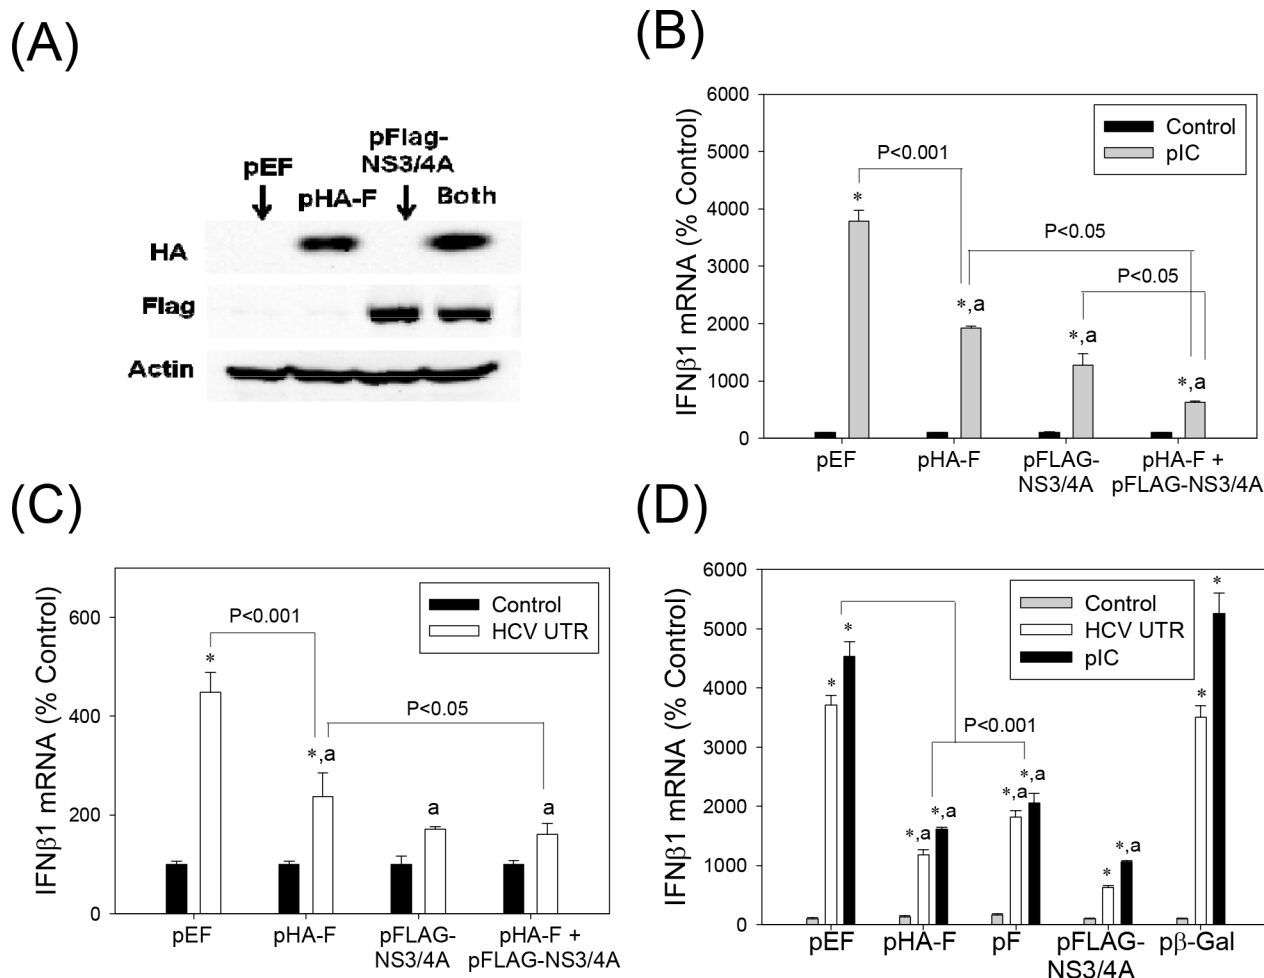 (A)
pFlag-
NS3/4A
pEF
pHA-F
Both
HA
Flag
Actin
(B)
IFNβ1 mRNA (% Control)
6000
5000
4000
3000
2000
1000
0
Control
pIC
P<0.001
P<0.05
P<0.05
*
*,a
*,a
*,a
pEF
pHA-F
pFLAG-
NS3/4A
pHA-F +
pFLAG-NS3/4A
(C)
IFNβ1 mRNA (% Control)
600
400
200
0
Control
HCV UTR
P<0.001
P<0.05
*
*,a
a
a
pEF
pHA-F
pFLAG-
NS3/4A
pHA-F +
pFLAG-NS3/4A
(D)
IFNβ1 mRNA (% Control)
6000
5000
4000
3000
2000
1000
0
Control
HCV UTR
pIC
P<0.001
*
*
*,a
*,a
*,a
*,a
*
*,a
*
*
pEF
pHA-F
pF
pFLAG-
NS3/4A
pβ-Gal